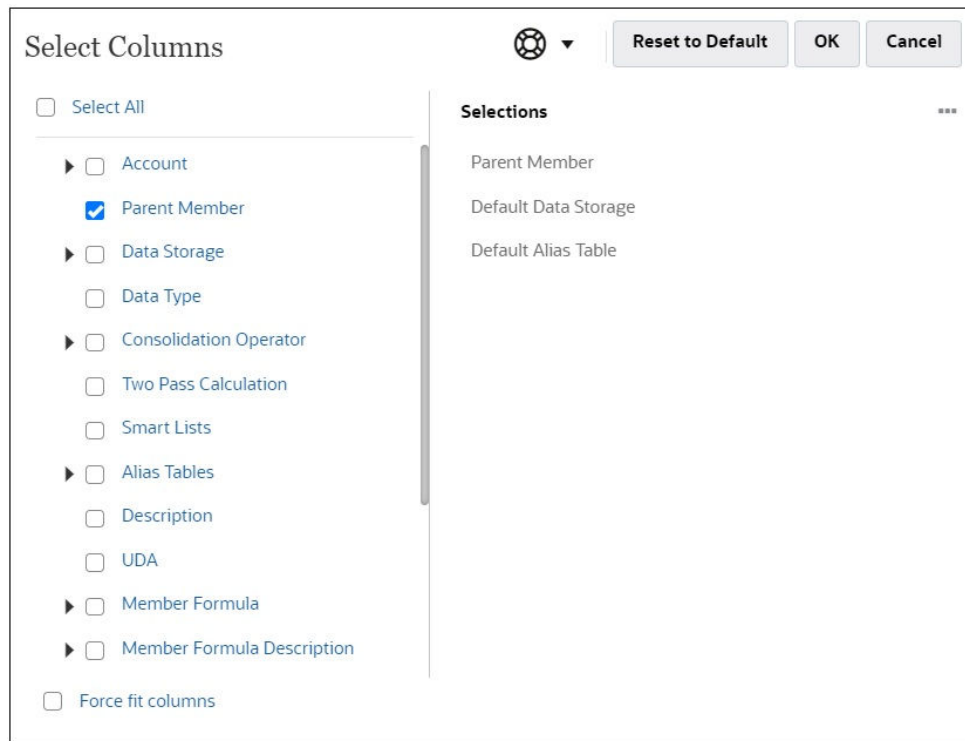 Select Columns
Reset to Default
OK
Cancel
Select All
Account
Parent Member
Data Storage
Data Type
Consolidation Operator
Two Pass Calculation
Smart Lists
Alias Tables
Description
UDA
Member Formula
Member Formula Description
Force fit columns
Selections
Parent Member
Default Data Storage
Default Alias Table